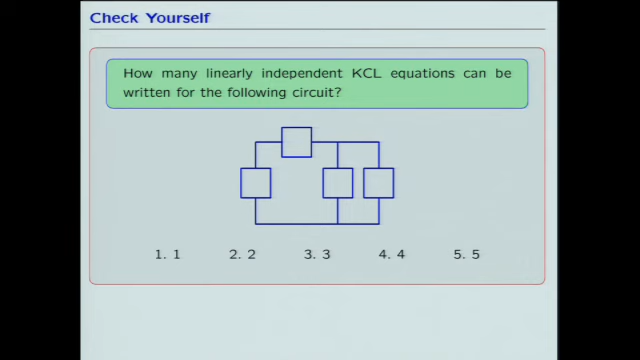 Check Yourself
How many linearly independent KCL equations can be
written for the following circuit?
1. 1 2. 2 3. 3 4. 4 5. 5